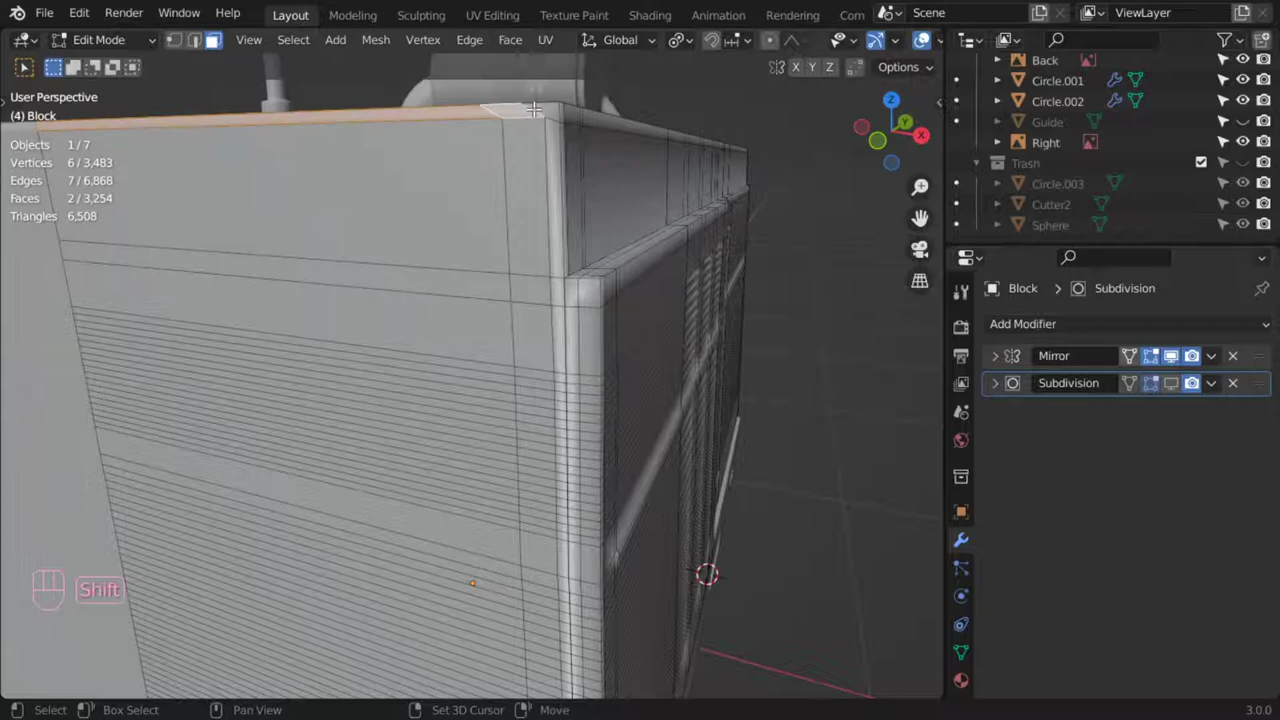 File Edit Render Window Help Layout Modeling Sculpting UV Editing Texture Paint Shading Animation Rendering Com Scene ViewLayer
Edit Mode View Select Add Mesh Vertex Edge Face UV Global
X Y Z Options
User Perspective
(4) Block
Objects 1/7
Vertices 6/3,483
Edges 7/6,868
Faces 2/3,254
Triangles 6,508
Z
Y
X
Shift
Back
Circle.001
Circle.002
Guide
Right
Trash
Circle.003
Cutter2
Sphere
Block > Subdivision
Add Modifier
Mirror
Subdivision
Select Box Select Pan View Set 3D Cursor Move 3.0.0